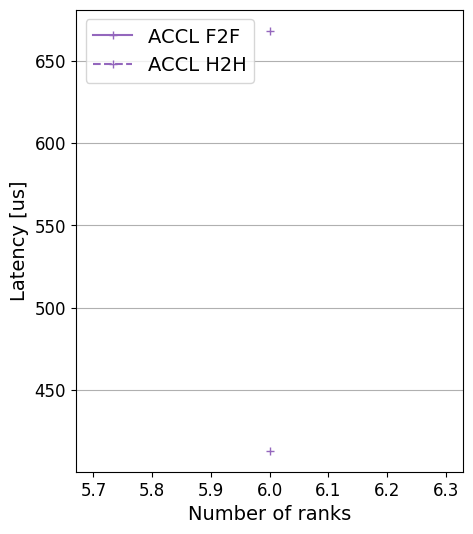 ACCL F2F
ACCL H2H
650
600
550
500
450
Latency [us]
5.7 5.8 5.9 6.0 6.1 6.2 6.3
Number of ranks